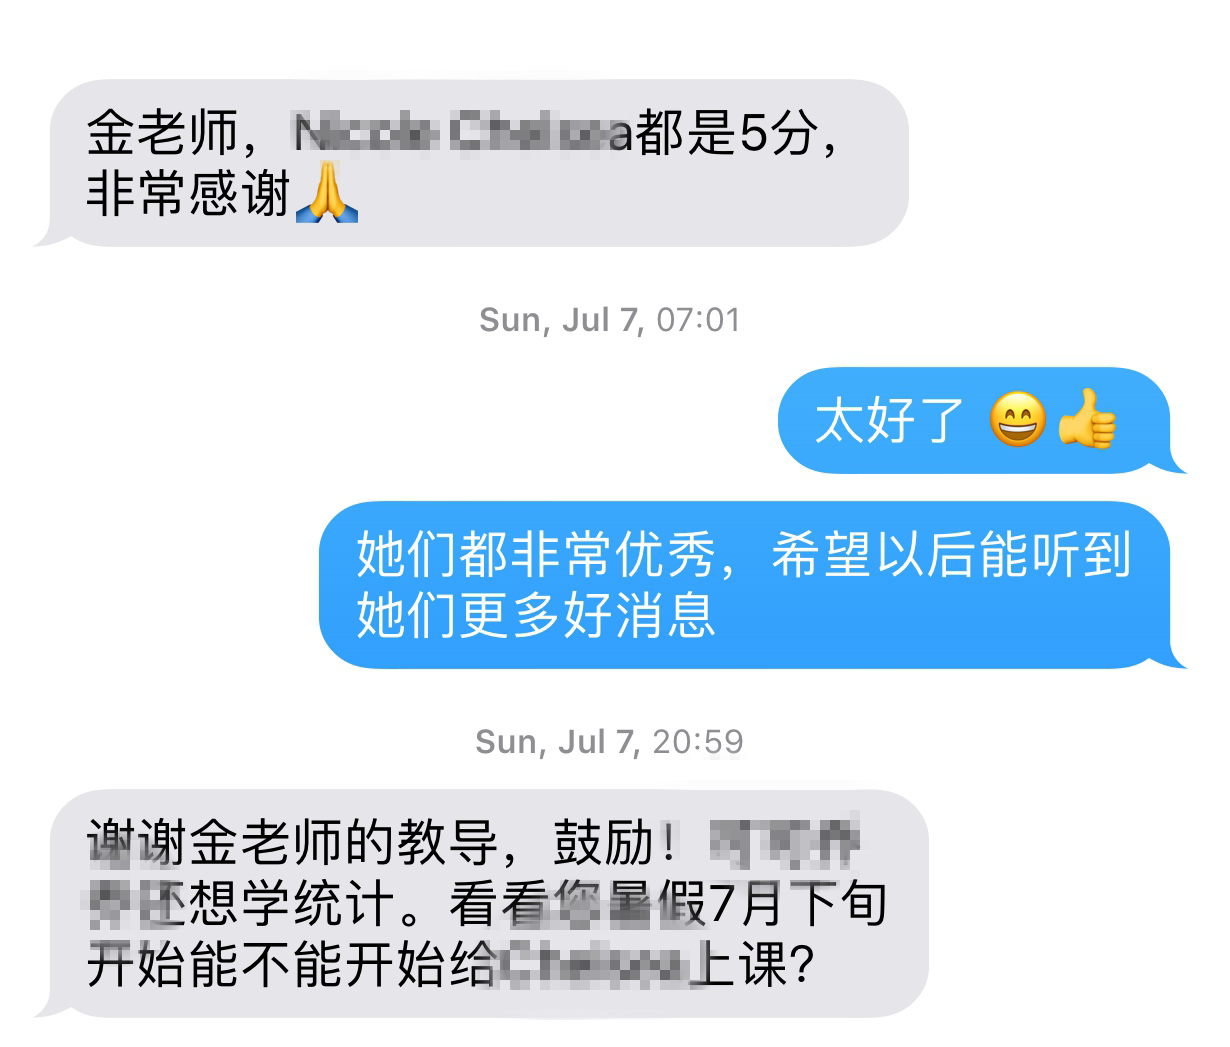 金老师，都是5分，
非常感谢🙏
Sun, Jul 7, 07:01
太好了 😄👍
她们都非常优秀，希望以后能听到
她们更多好消息
Sun, Jul 7, 20:59
谢谢金老师的教导，鼓励！
还想学统计。看看您暑假7月下旬
开始能不能开始给上课?